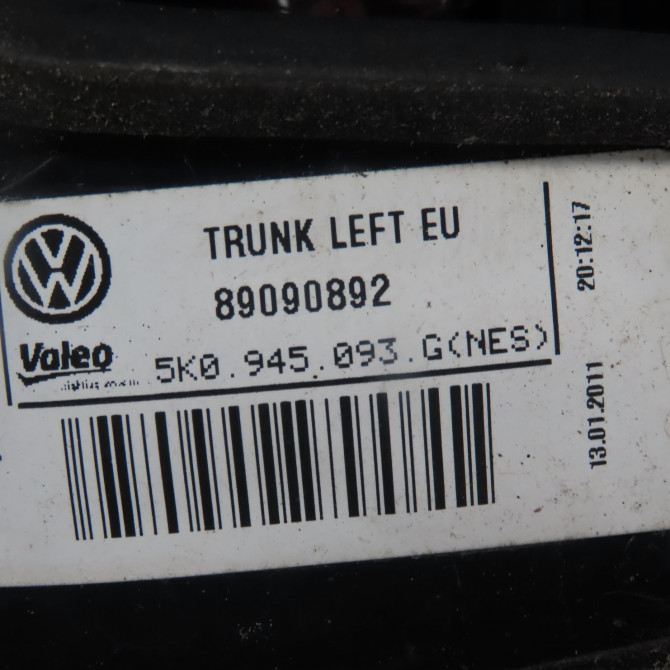 TRUNK LEFT EU
89090892
Valeo
5K0.945.093.G(NES)
20:12:17
13.01.2011